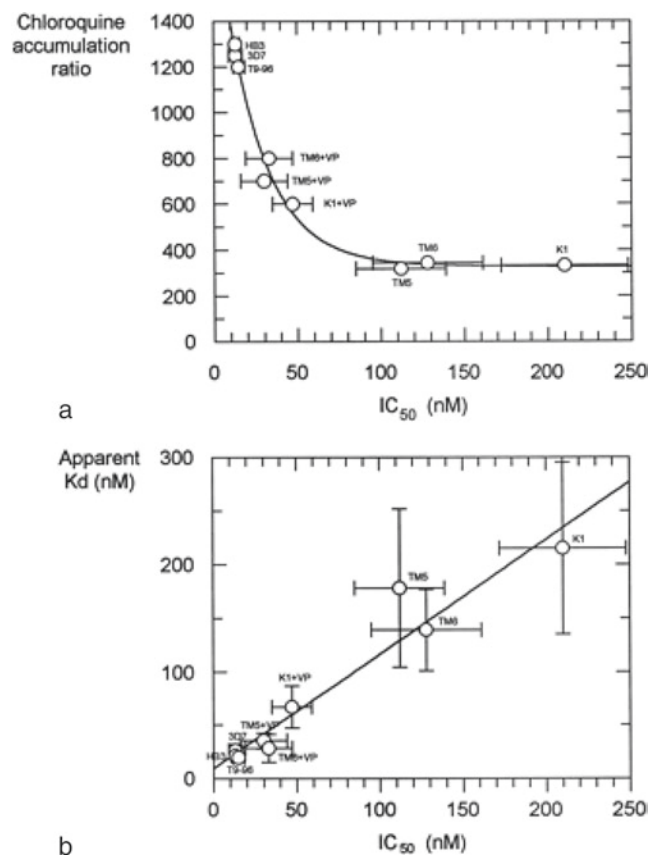 Chloroquine
accumulation
ratio
1400
1200
1000
800
600
400
200
0
HB3
3D7
T9-96
TM6+VP
TM5+VP
K1+VP
TM6
TM5
K1
0 50 100 150 200 250
IC50 (nM)
a
Apparent
Kd (nM)
300
200
100
0
K1
TM5
TM6
K1+VP
TM5+VP
3D7
HB3
TM6+VP
T9-96
0 50 100 150 200 250
IC50 (nM)
b